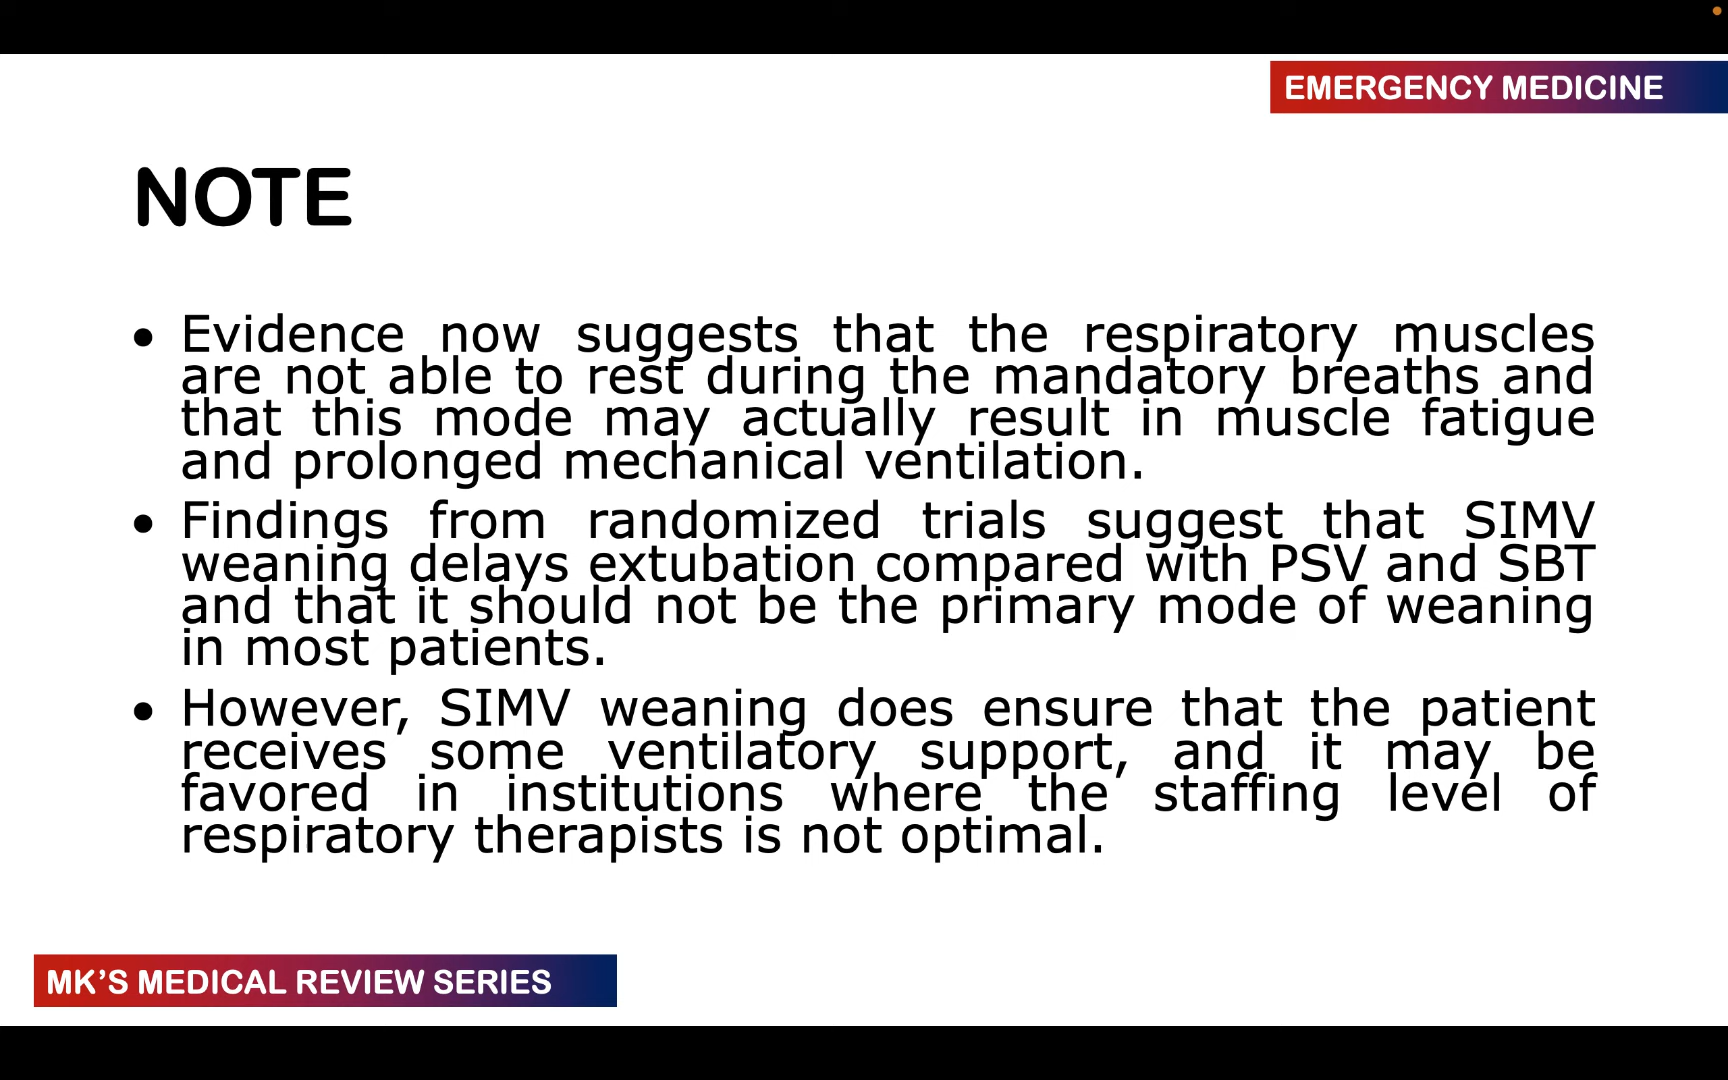 EMERGENCY MEDICINE
NOTE
• Evidence now suggests that the respiratory muscles
are not able to rest during the mandatory breaths and
that this mode may actually result in muscle fatigue
and prolonged mechanical ventilation.
• Findings from randomized trials suggest that SIMV
weaning delays extubation compared with PSV and SBT
and that it should not be the primary mode of weaning
in most patients.
• However, SIMV weaning does ensure that the patient
receives some ventilatory support, and it may be
favored in institutions where the staffing level of
respiratory therapists is not optimal.
MK’S MEDICAL REVIEW SERIES